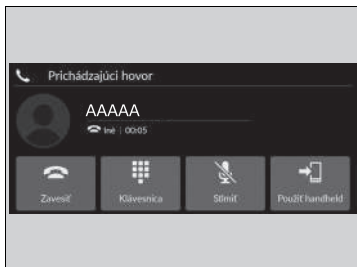 Prichádzajúci hovor
AAAAA
Iné | 00:05
Zavesiť
Klávesnica
Stlmiť
Použiť handheld